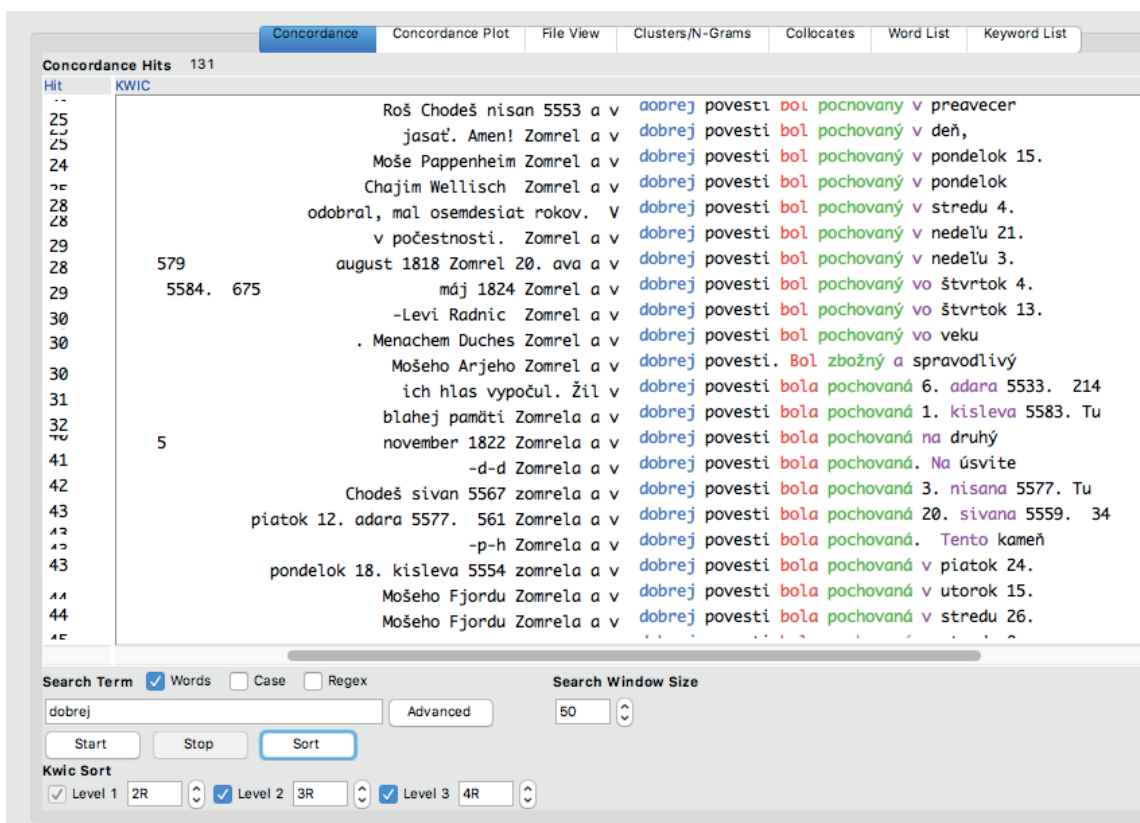 Concordance Concordance Plot File View Clusters/N-Grams Collocates Word List Keyword List
Concordance Hits 131
Hit KWIC
25 Roš Chodeš nisan 5553 a v dobrej povesti bol pochovaný v predvečer
25 jasať. Amen! Zomrel a v dobrej povesti bol pochovaný v deň,
24 Moše Pappenheim Zomrel a v dobrej povesti bol pochovaný v pondelok 15.
Chajim Wellisch Zomrel a v dobrej povesti bol pochovaný v pondelok
28 odobral, mal osemdesiat rokov. V dobrej povesti bol pochovaný v stredu 4.
28
29 v počestnosti. Zomrel a v dobrej povesti bol pochovaný v nedeľu 21.
28 579 august 1818 Zomrel 20. ava a v dobrej povesti bol pochovaný v nedeľu 3.
29 5584. 675 máj 1824 Zomrel a v dobrej povesti bol pochovaný vo štvrtok 4.
30 -Levi Radnic Zomrel a v dobrej povesti bol pochovaný vo štvrtok 13.
30 . Menachem Duches Zomrel a v dobrej povesti bol pochovaný vo veku
30 Mošeho Arjeho Zomrel a v dobrej povesti. Bol zbožný a spravodlivý
31 ich hlas vypočul. Žil v dobrej povesti bola pochovaná 6. adara 5533. 214
32 blahej pamäti Zomrela a v dobrej povesti bola pochovaná 1. kisleva 5583. Tu
5 november 1822 Zomrela a v dobrej povesti bola pochovaná na druhý
41 -d-d Zomrela a v dobrej povesti bola pochovaná. Na úsvite
42 Chodeš sivan 5567 zomrela a v dobrej povesti bola pochovaná 3. nisana 5577. Tu
43 piatok 12. adara 5577. 561 Zomrela a v dobrej povesti bola pochovaná 20. sivana 5559. 34
-p-h Zomrela a v dobrej povesti bola pochovaná. Tento kameň
43 pondelok 18. kisleva 5554 zomrela a v dobrej povesti bola pochovaná v piatok 24.
Mošeho Fjordu Zomrela a v dobrej povesti bola pochovaná v utorok 15.
44 Mošeho Fjordu Zomrela a v dobrej povesti bola pochovaná v stredu 26.
Search Term Words Case Regex Search Window Size
dobrej Advanced 50
Start Stop Sort
Kwic Sort
Level 1 2R Level 2 3R Level 3 4R